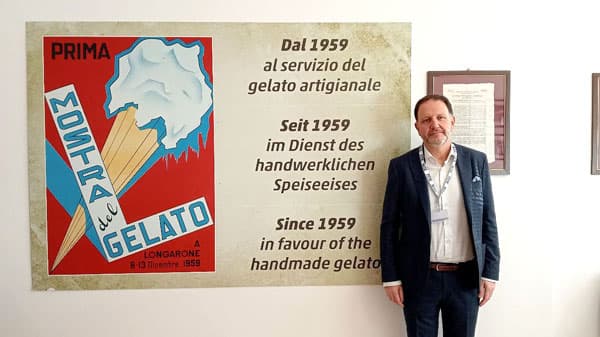 PRIMA
MOSTRA
del
GELATO
A
LONGARONE
8-13 Dicembre 1959
Dal 1959
al servizio del
gelato artigianale
Seit 1959
im Dienst des
handwerklichen
Speiseeises
Since 1959
in favour of the
handmade gelato